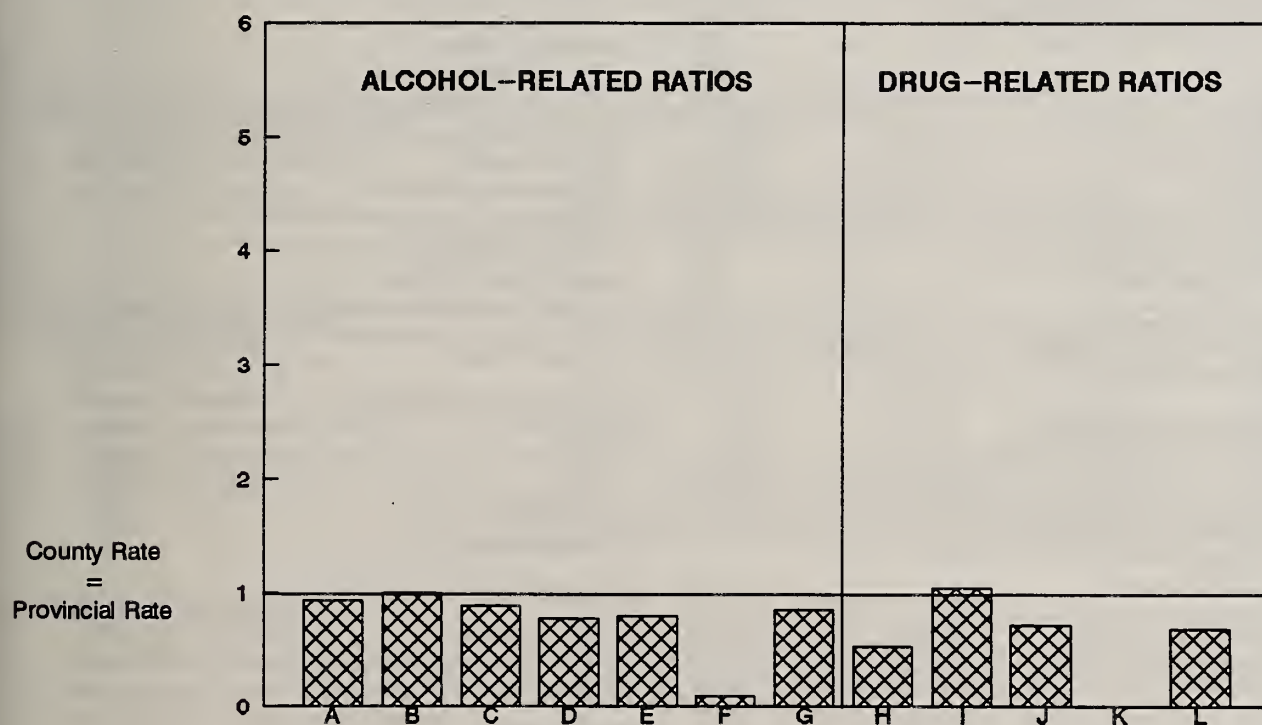 6
ALCOHOL-RELATED RATIOS
DRUG-RELATED RATIOS
5
4
3
2
County Rate
=
Provincial Rate
1
0
A B C D E F G H I J K L